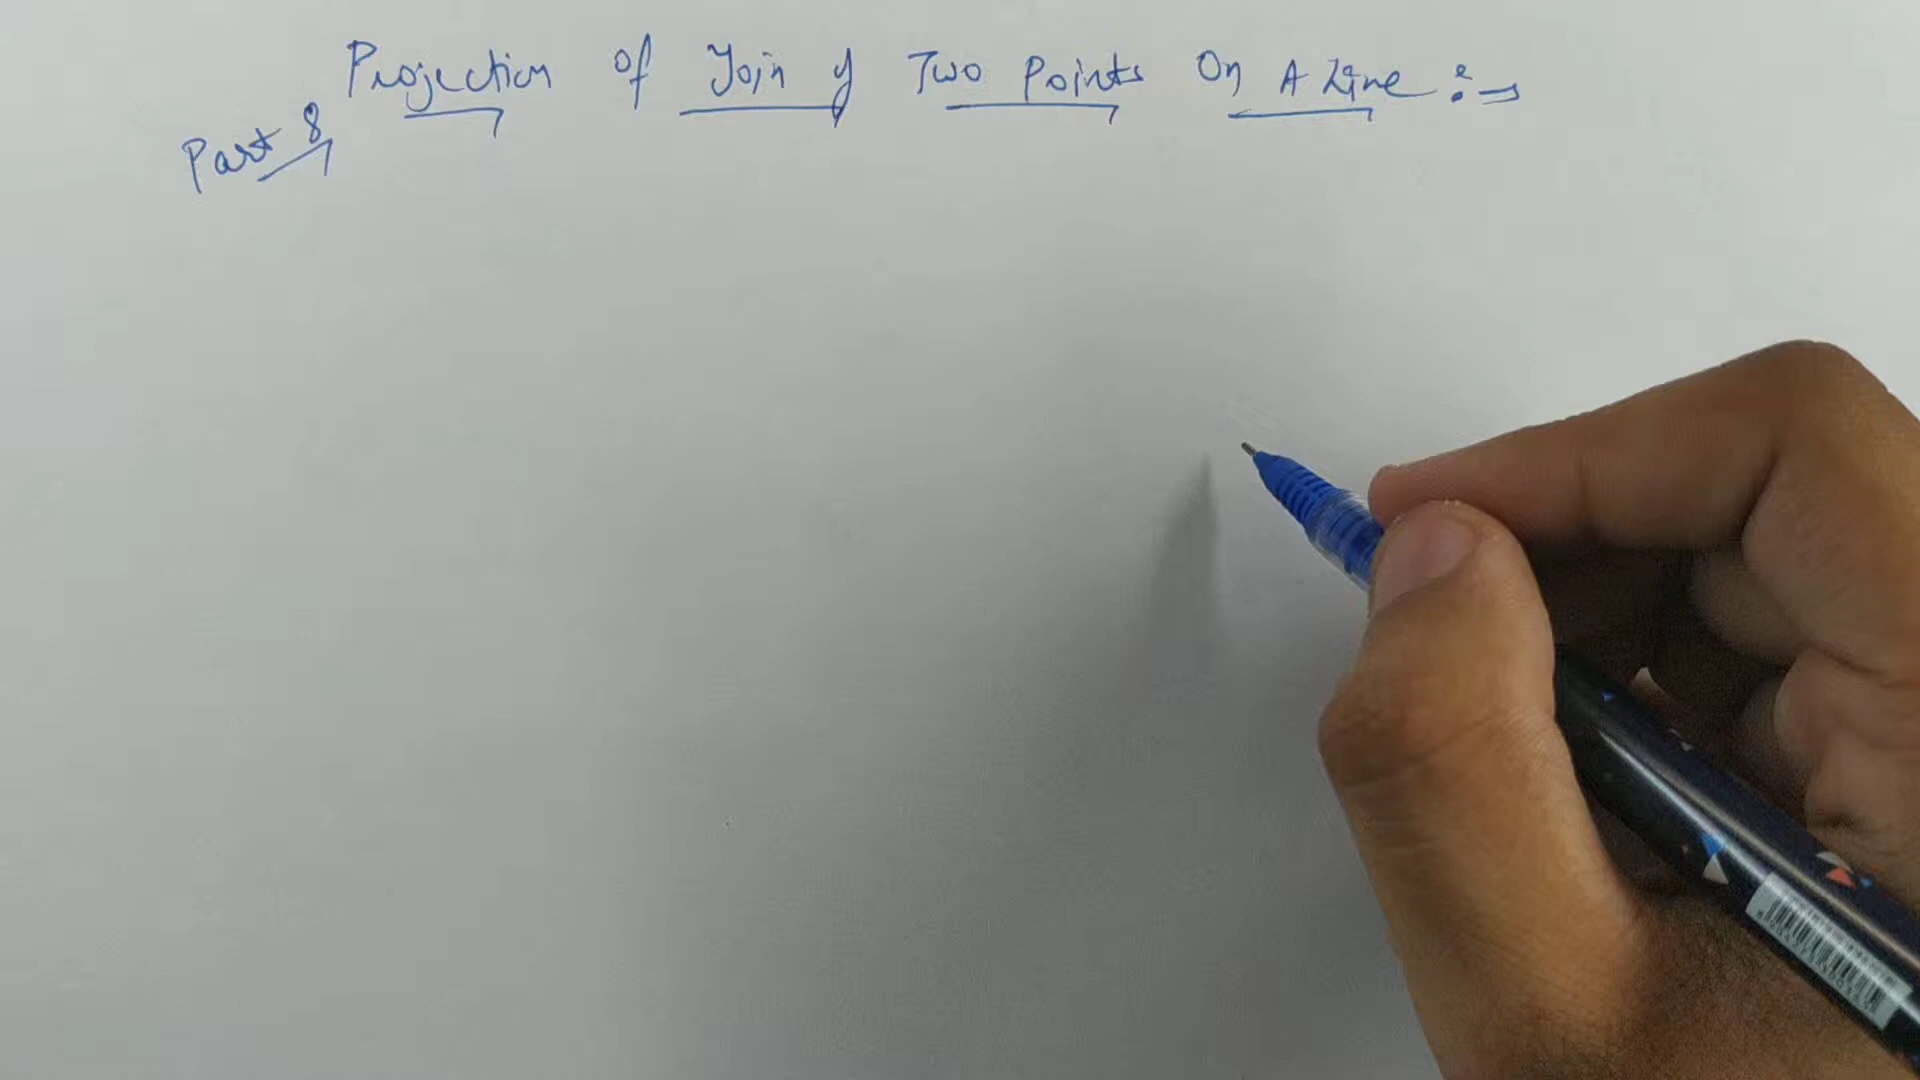 Projection of Join of Two Points On A Line :→
Part 8